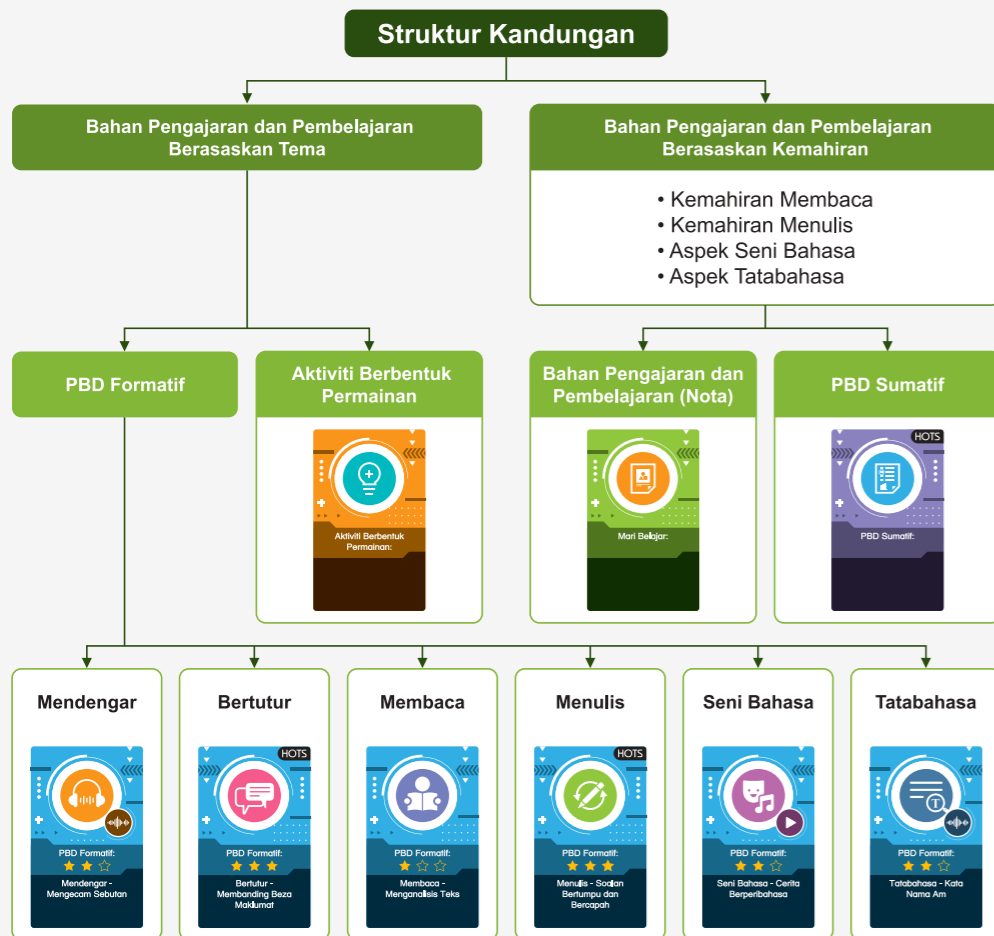 Struktur Kandungan
Bahan Pengajaran dan Pembelajaran
Berasaskan Tema
Bahan Pengajaran dan Pembelajaran
Berasaskan Kemahiran
• Kemahiran Membaca
• Kemahiran Menulis
• Aspek Seni Bahasa
• Aspek Tatabahasa
PBD Formatif
Aktiviti Berbentuk
Permainan
Aktiviti Berbentuk
Permainan:
Bahan Pengajaran dan
Pembelajaran (Nota)
Mari Belajar:
PBD Sumatif
HOTS
PBD Sumatif:
Mendengar
PBD Formatif:
Mendengar -
Mengecam Sebutan
Bertutur
HOTS
PBD Formatif:
Bertutur -
Membanding Beza
Maklumat
Membaca
PBD Formatif:
Membaca -
Menganalisis Teks
Menulis
HOTS
PBD Formatif:
Menulis - Soalan
Bertumpu dan
Bercapah
Seni Bahasa
PBD Formatif:
Seni Bahasa - Cerita
Berperibahasa
Tatabahasa
T
PBD Formatif:
Tatabahasa - Kata
Nama Am